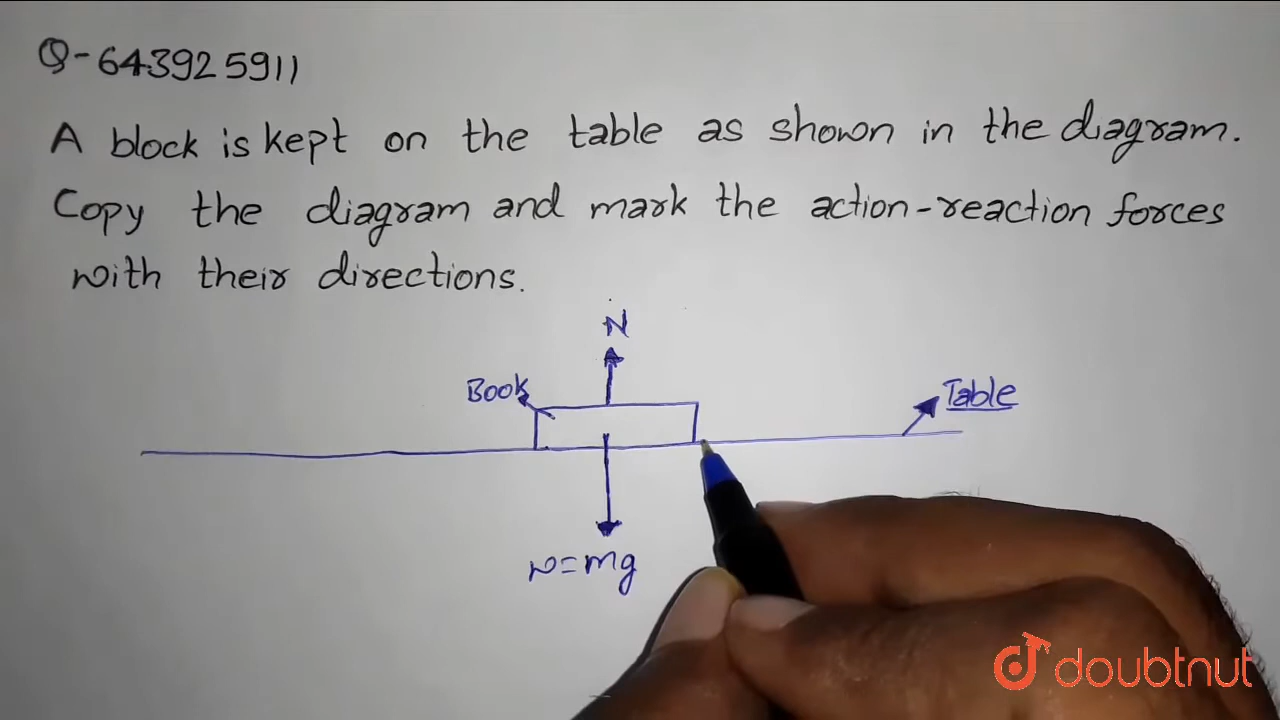 Q-643925911
A block is kept on the table as shown in the diagram.
Copy the diagram and mark the action-reaction forces
with their directions.
N
Book
Table
w=mg
doubtnut